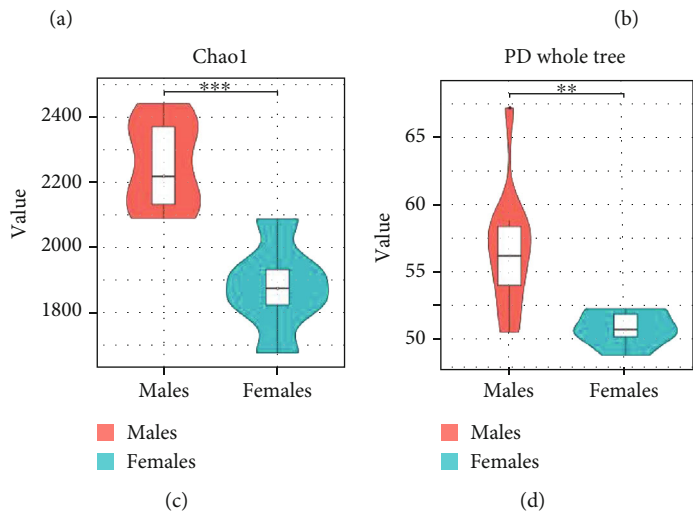 (a)
(b)
Chao1
***
2400
2200
2000
1800
Value
Males
Females
Males
Females
(c)
PD whole tree
**
65
60
55
50
Value
Males
Females
Males
Females
(d)